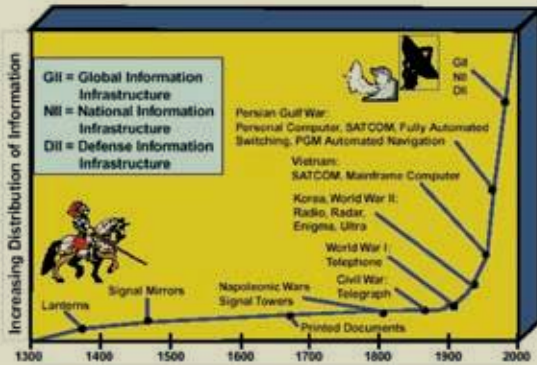 Increasing Distribution of Information
GII = Global Information
Infrastructure
NII = National Information
Infrastructure
DII = Defense Information
Infrastructure
GII
NII
DII
Persian Gulf War:
Personal Computer, SATCOM, Fully Automated
Switching, PGM Automated Navigation
Vietnam:
SATCOM, Mainframe Computer
Korea, World War II:
Radio, Radar,
Enigma, Ultra
World War I:
Telephone
Civil War:
Telegraph
Napoleonic Wars
Signal Towers
Printed Documents
Signal Mirrors
Lanterns
1300 1400 1500 1600 1700 1800 1900 2000